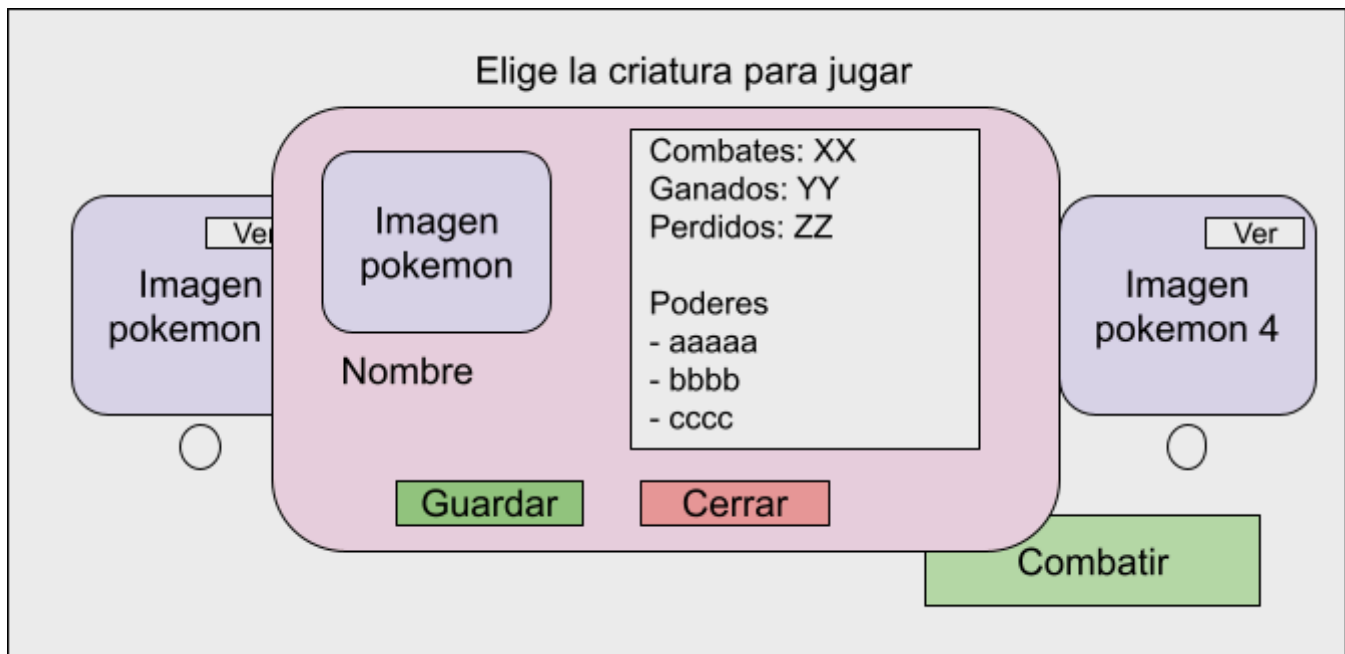 Elige la criatura para jugar
Ver
Imagen
pokemon
Imagen
pokemon
Nombre
Combates: XX
Ganados: YY
Perdidos: ZZ
Poderes
- aaaaa
- bbbb
- cccc
Guardar
Cerrar
Ver
Imagen
pokemon 4
Combatir